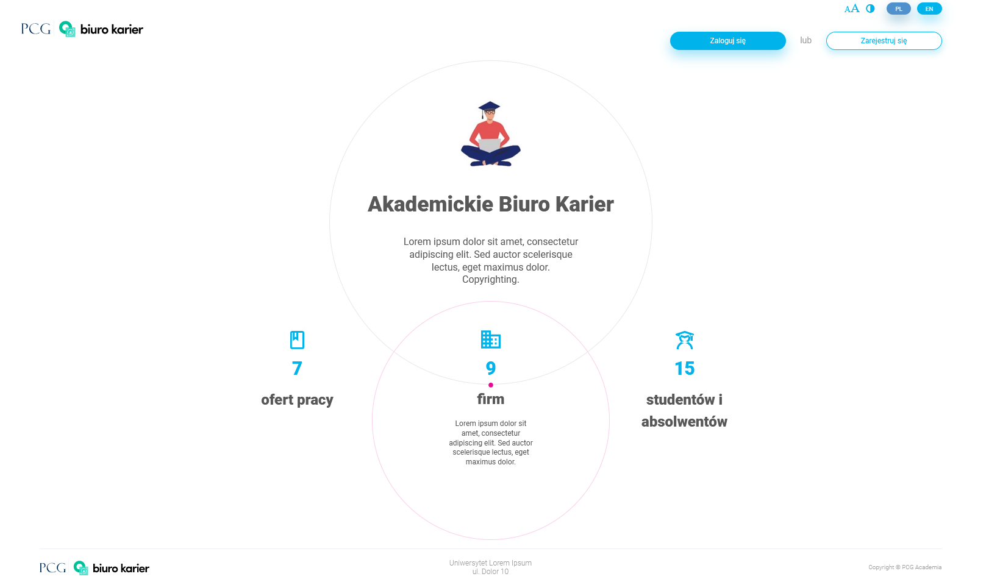 AA PL EN
PCG biuro karier
Zaloguj się lub Zarejestruj się
Akademickie Biuro Karier
Lorem ipsum dolor sit amet, consectetur
adipiscing elit. Sed auctor scelerisque
lectus, eget maximus dolor.
Copyrighting.
7
ofert pracy
9
firm
Lorem ipsum dolor sit
amet, consectetur
adipiscing elit. Sed auctor
scelerisque lectus, eget
maximus dolor.
15
studentów i
absolwentów
PCG biuro karier
Uniwersytet Lorem Ipsum
ul. Dolor 10
Copyright © PCG Academia